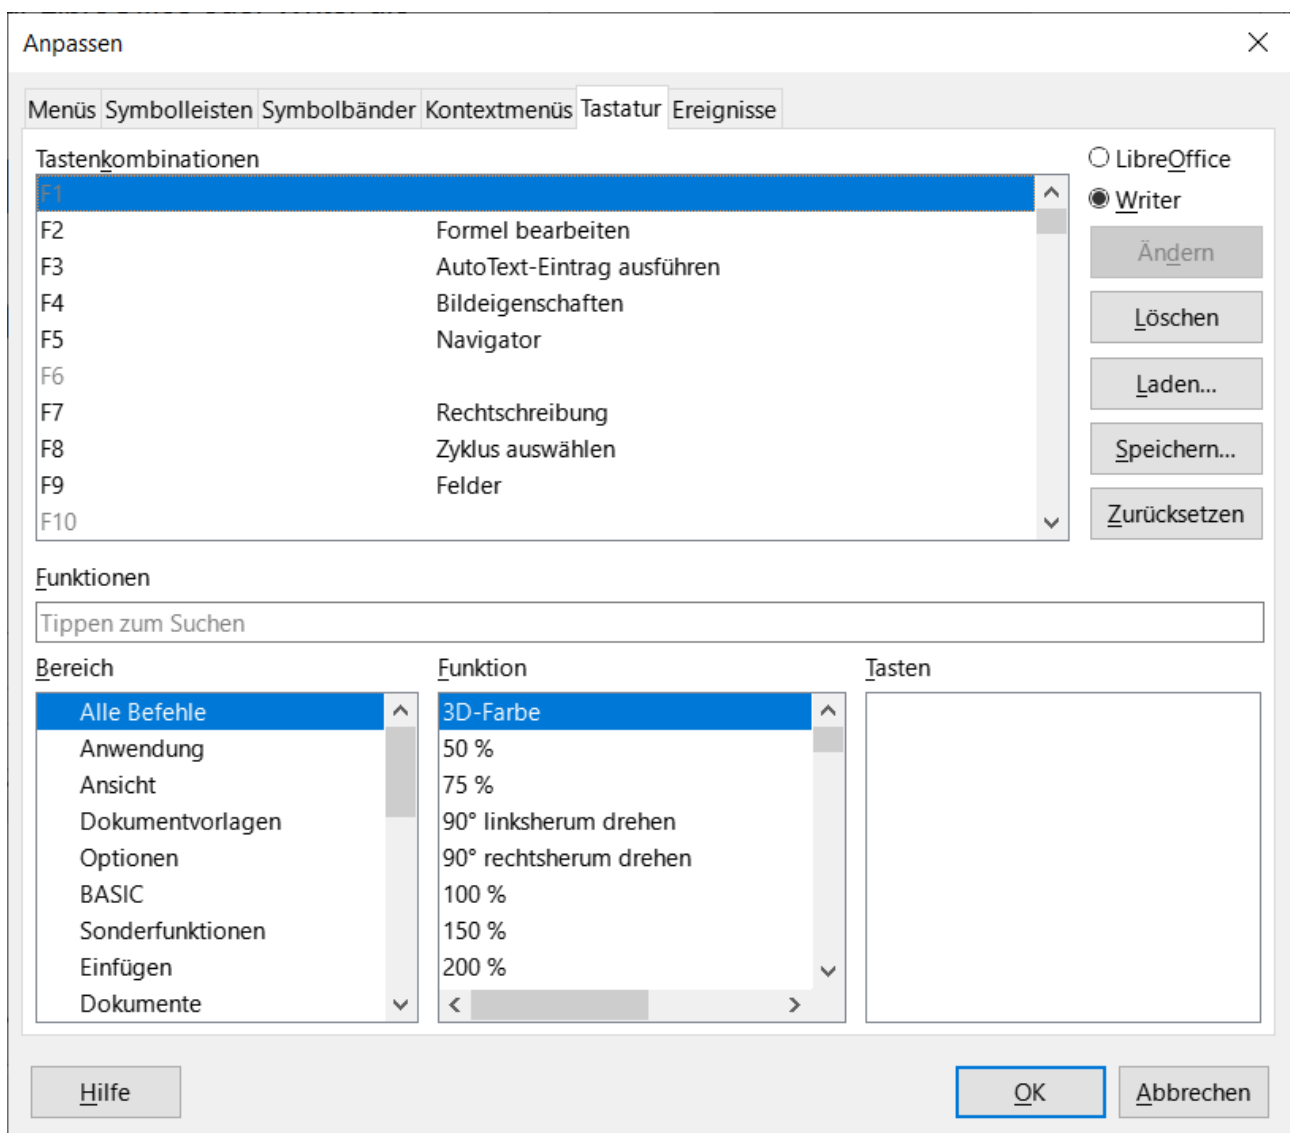 Anpassen
Menüs Symbolleisten Symbolbänder Kontextmenüs Tastatur Ereignisse
Tastenkombinationen
F1
F2 Formel bearbeiten
F3 AutoText-Eintrag ausführen
F4 Bildeigenschaften
F5 Navigator
F6
F7 Rechtschreibung
F8 Zyklus auswählen
F9 Felder
F10
LibreOffice
Writer
Ändern
Löschen
Laden...
Speichern...
Zurücksetzen
Funktionen
Tippen zum Suchen
Bereich
Alle Befehle
Anwendung
Ansicht
Dokumentvorlagen
Optionen
BASIC
Sonderfunktionen
Einfügen
Dokumente
Funktion
3D-Farbe
50 %
75 %
90° linksherum drehen
90° rechtsherum drehen
100 %
150 %
200 %
Tasten
Hilfe
OK
Abbrechen